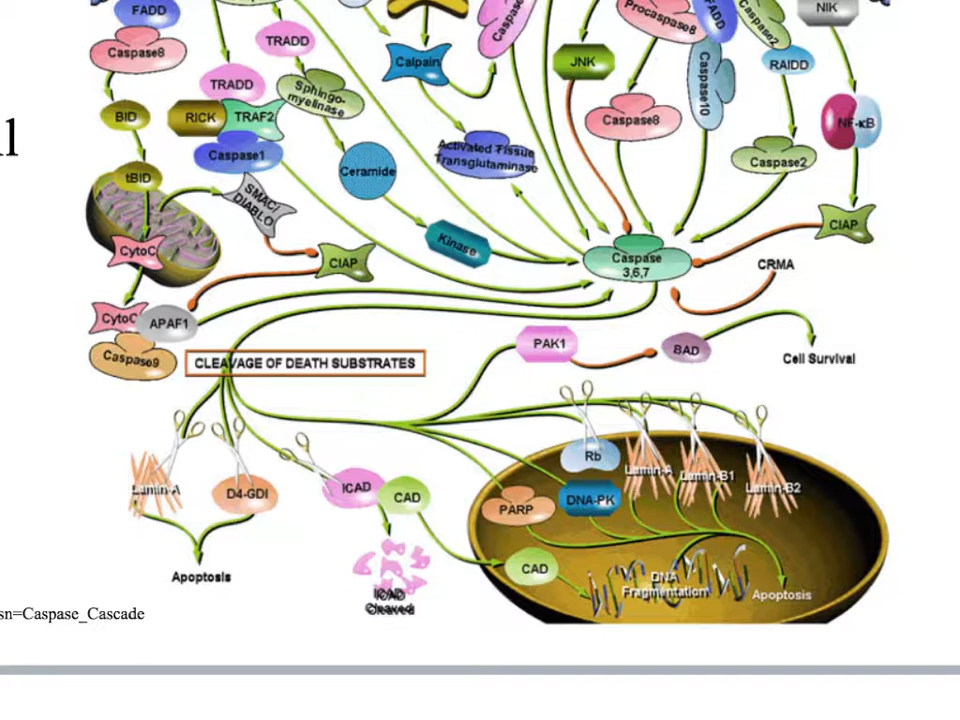 FADD
Caspase
Procaspase8
FADD
Caspase2
NIK
Caspase8
TRADD
Calpain
JNK
Caspase10
RAIDD
ll
TRADD
Sphingo-
myelinase
BID
RICK
TRAF2
Caspase8
NF-κB
Caspase1
Activated Tissue
Transglutaminase
Caspase2
tBID
Ceramide
SMAC/
DIABLO
CIAP
CytoC
Kinase
CIAP
Caspase
3,6,7
CRMA
CytoC
APAF1
Caspase9
CLEAVAGE OF DEATH SUBSTRATES
PAK1
BAD
Cell Survival
Rb
Lamin-A
Lamin-B1
Lamin-B2
Lamin-A
D4-GDI
ICAD
CAD
PARP
DNA-PK
CAD
Apoptosis
DNA
Fragmentation
Apoptosis
ICAD
Cleaved
sn=Caspase_Cascade